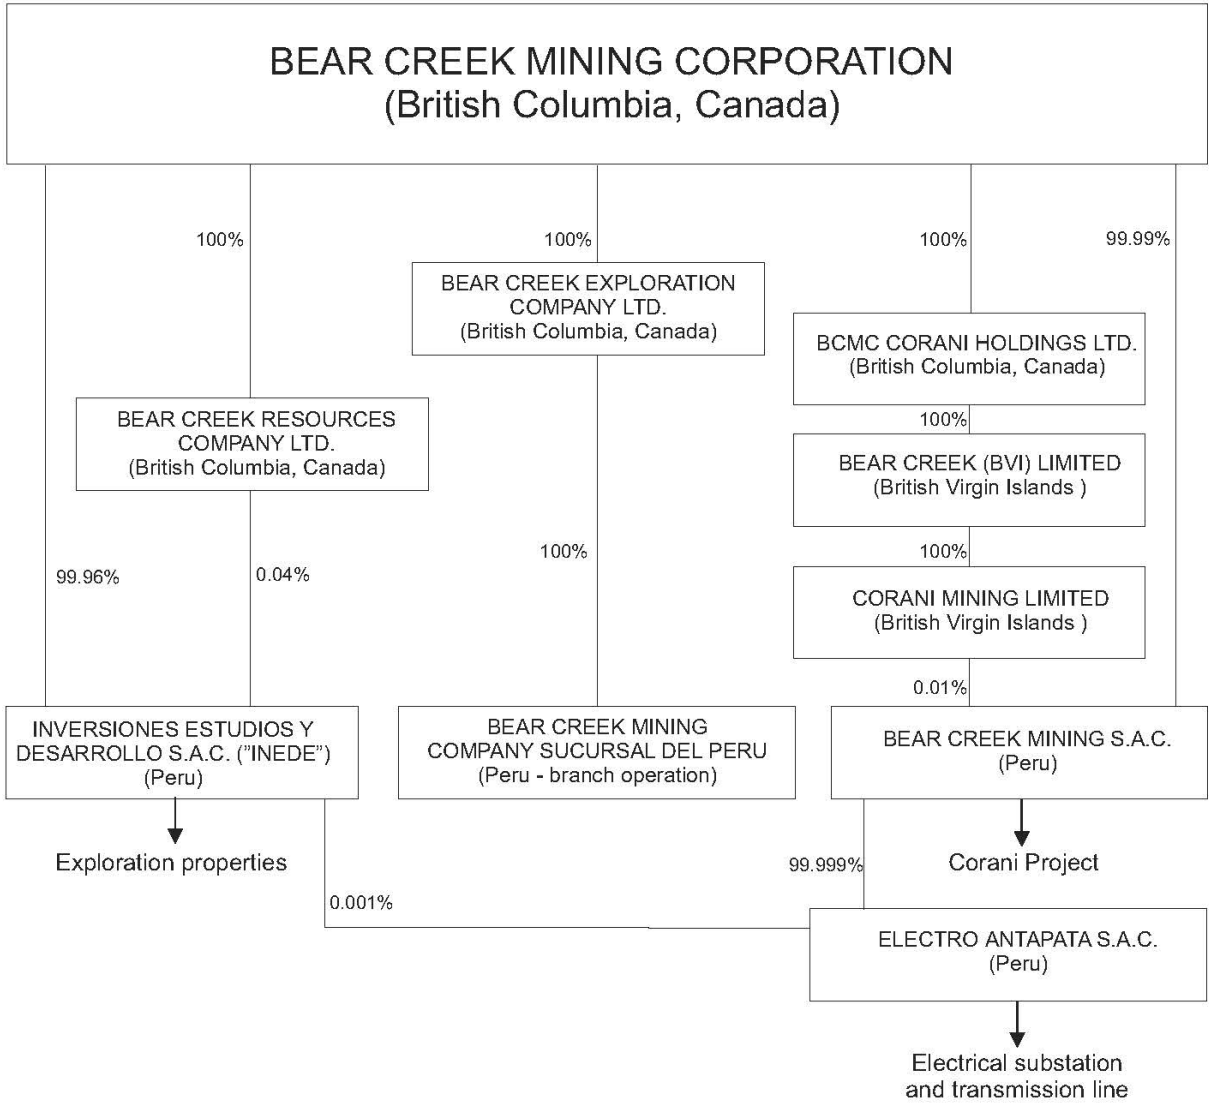 BEAR CREEK MINING CORPORATION
(British Columbia, Canada)
100%
100%
100%
99.99%
BEAR CREEK EXPLORATION
COMPANY LTD.
(British Columbia, Canada)
BCMC CORANI HOLDINGS LTD.
(British Columbia, Canada)
BEAR CREEK RESOURCES
COMPANY LTD.
(British Columbia, Canada)
100%
BEAR CREEK (BVI) LIMITED
(British Virgin Islands )
100%
100%
99.96%
0.04%
CORANI MINING LIMITED
(British Virgin Islands )
0.01%
INVERSIONES ESTUDIOS Y
DESARROLLO S.A.C. ("INEDE")
(Peru)
BEAR CREEK MINING
COMPANY SUCURSAL DEL PERU
(Peru - branch operation)
BEAR CREEK MINING S.A.C.
(Peru)
Exploration properties
99.999%
Corani Project
0.001%
ELECTRO ANTAPATA S.A.C.
(Peru)
Electrical substation
and transmission line